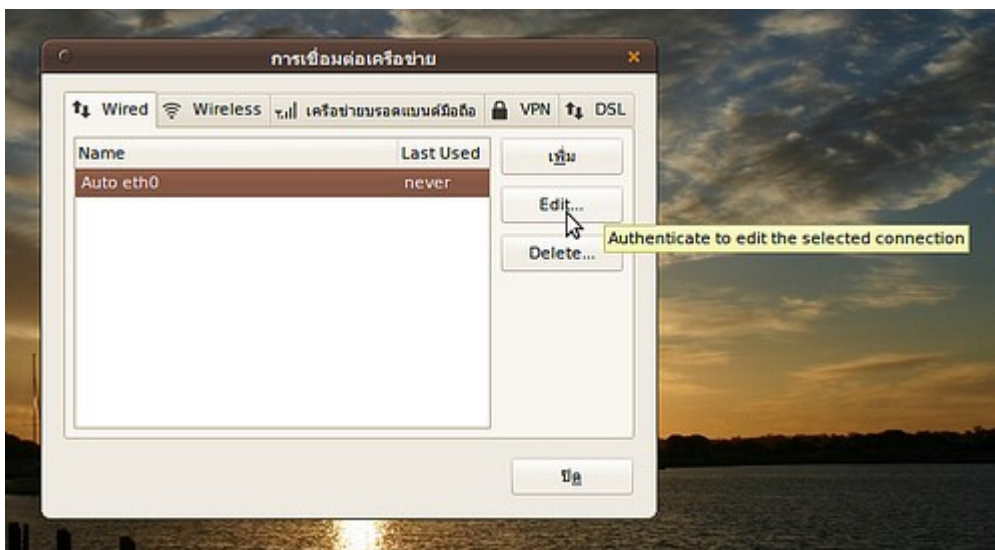 การเชื่อมต่อเครือข่าย
Wired Wireless เครือข่ายบรอดแบนด์มือถือ VPN DSL
Name Last Used
Auto eth0 never
เพิ่ม
Edit...
Authenticate to edit the selected connection
Delete...
ปิด